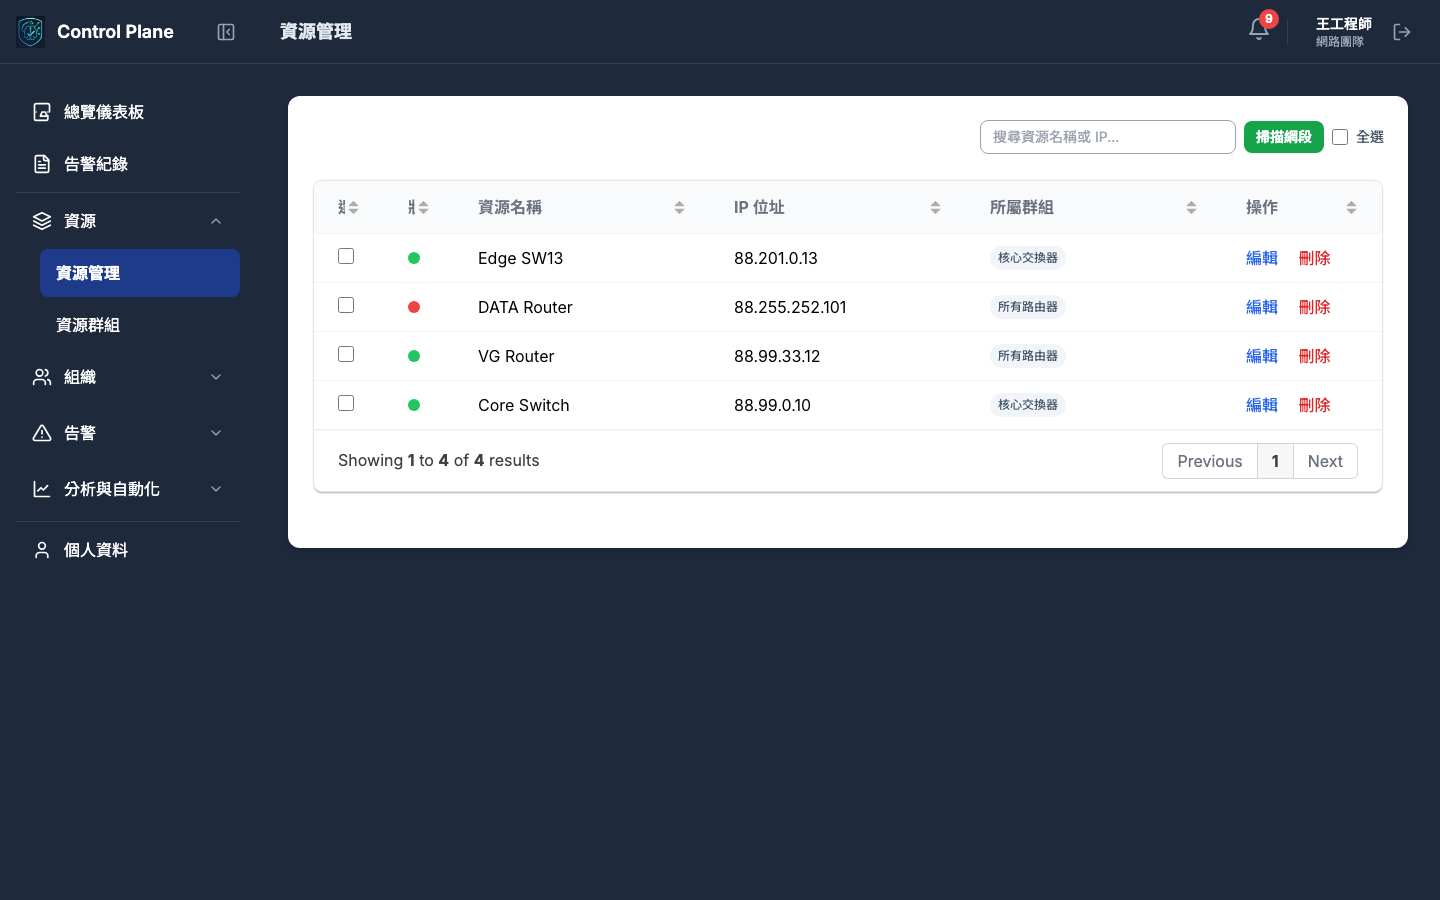 Control Plane
資源管理
9
王工程師
網路團隊
總覽儀表板
告警紀錄
資源
資源管理
資源群組
組織
告警
分析與自動化
個人資料
搜尋資源名稱或 IP...
掃描網段
全選
資源名稱 IP 位址 所屬群組 操作
Edge SW13 88.201.0.13 核心交換器 編輯 刪除
DATA Router 88.255.252.101 所有路由器 編輯 刪除
VG Router 88.99.33.12 所有路由器 編輯 刪除
Core Switch 88.99.0.10 核心交換器 編輯 刪除
Showing 1 to 4 of 4 results
Previous 1 Next